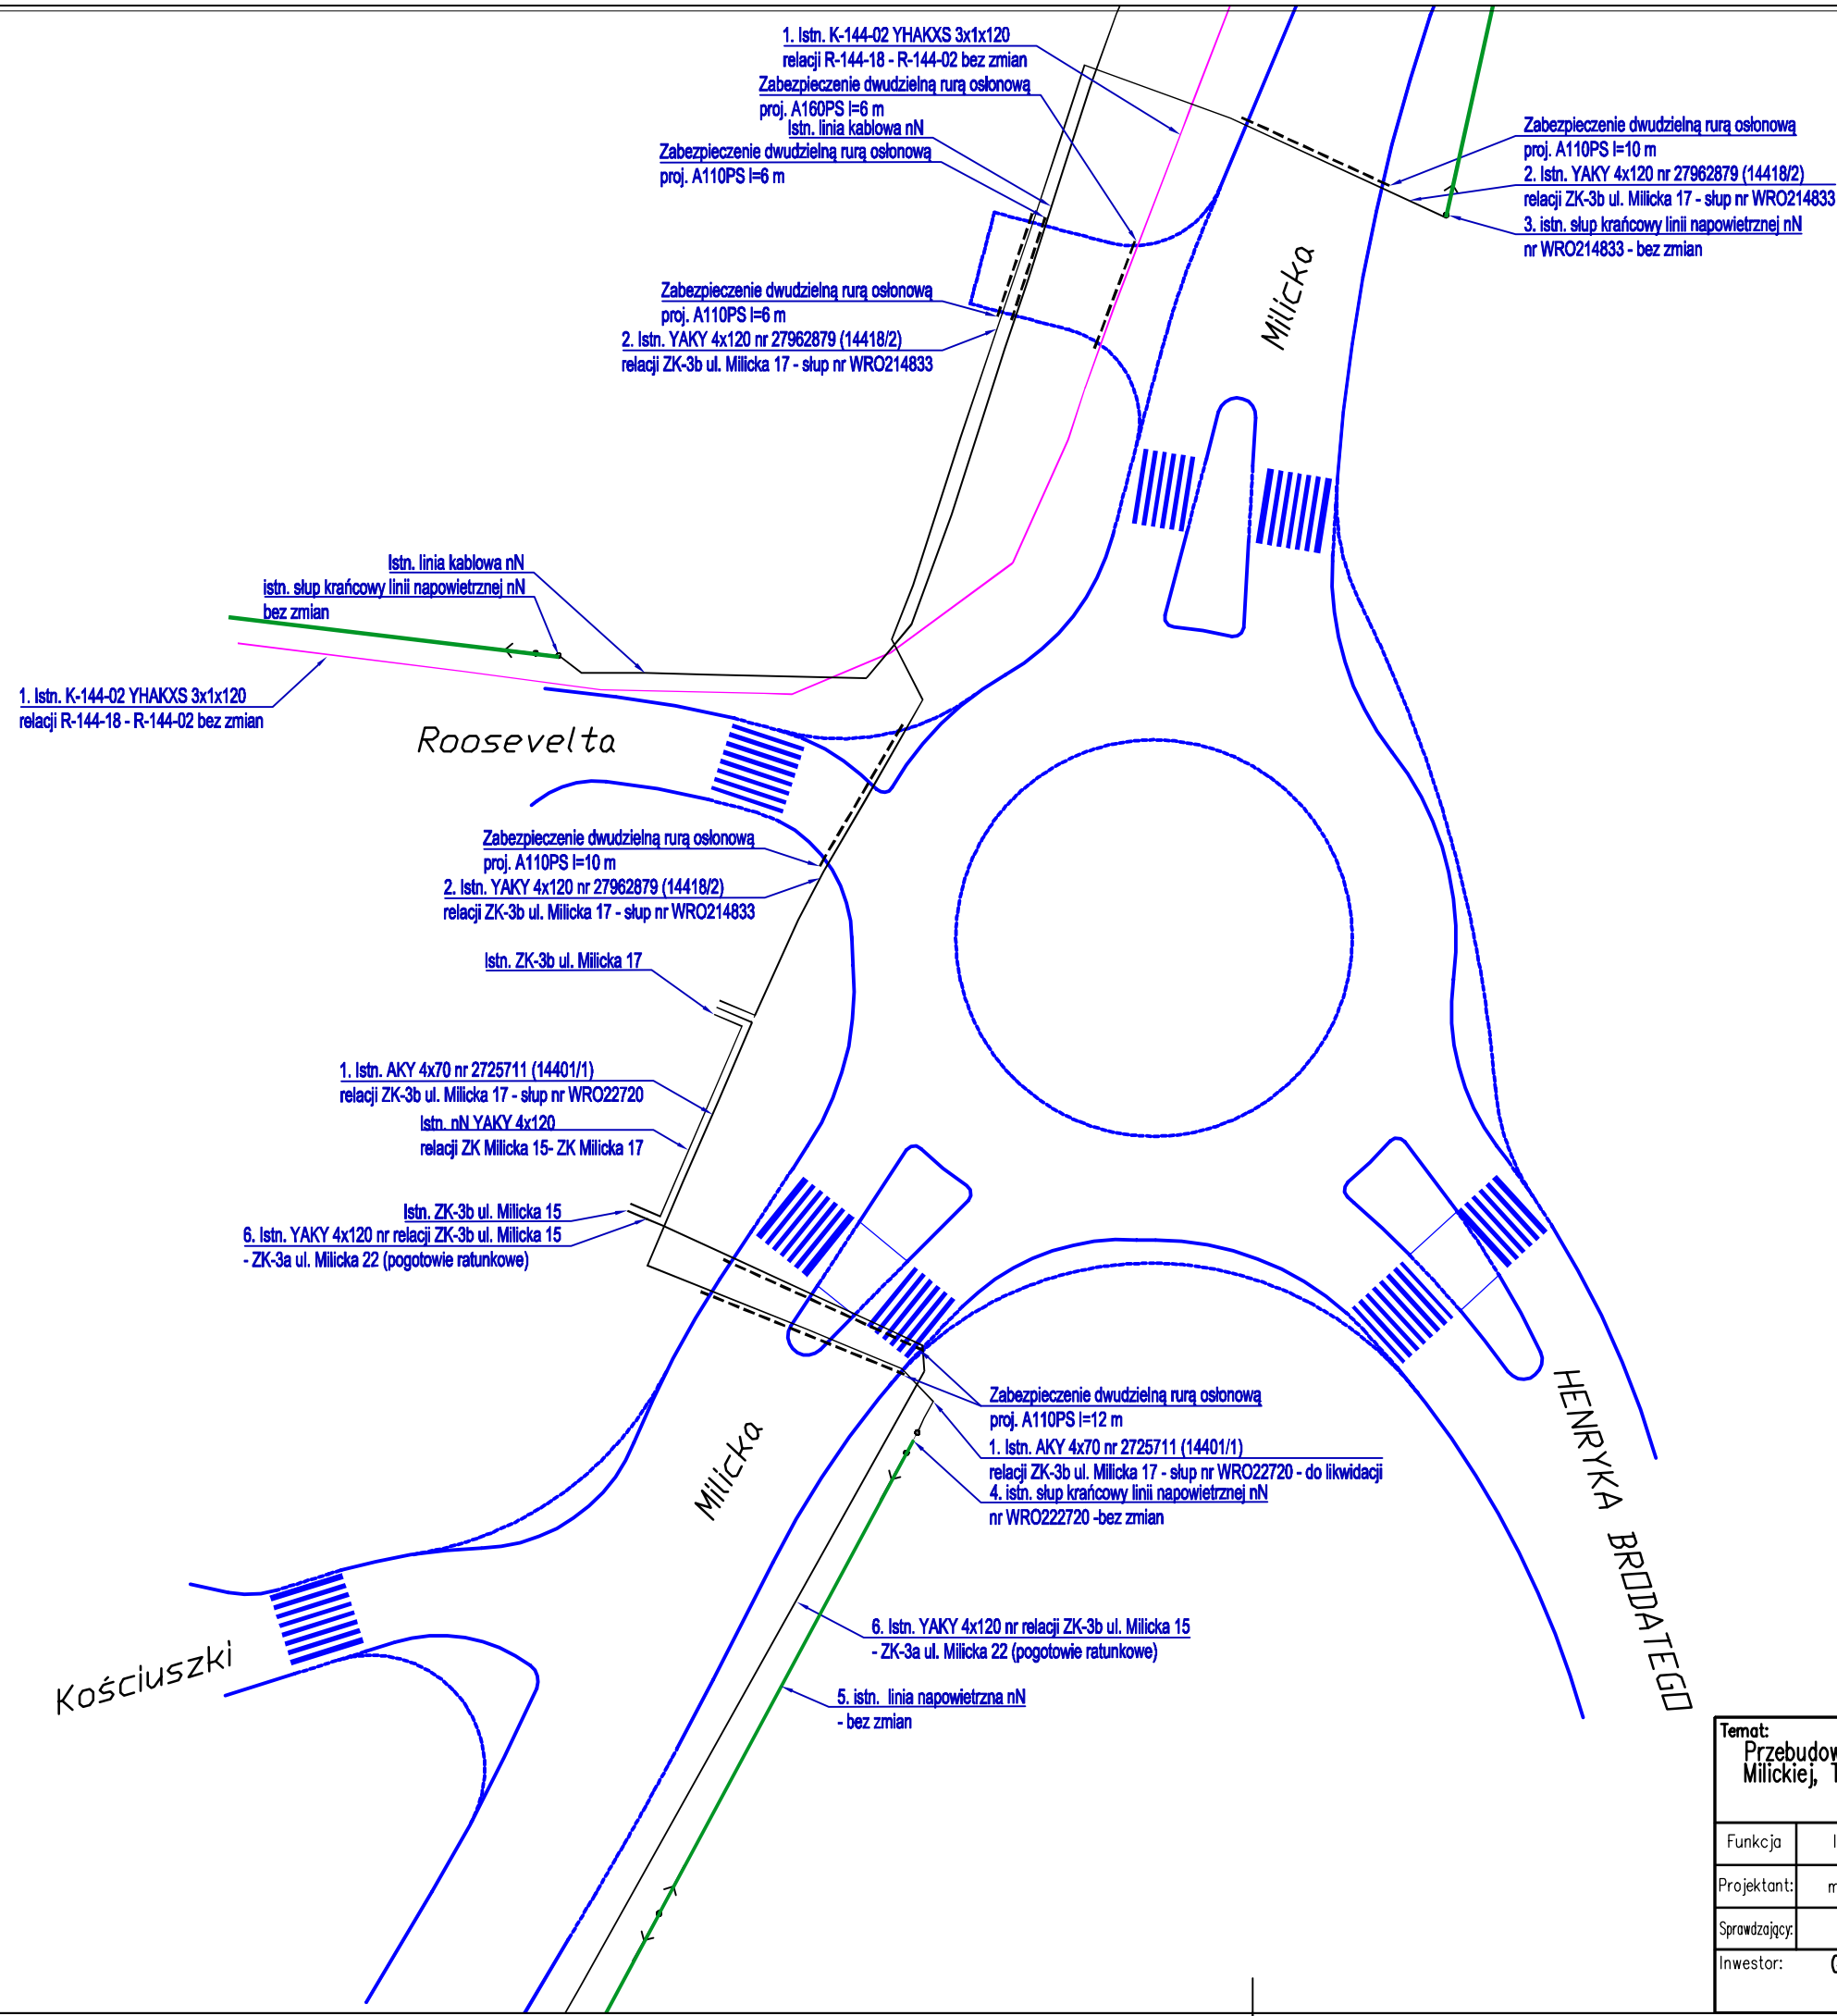 1. Istn. K-144-02 YHAKXS 3x1x120
relacji R-144-18 - R-144-02 bez zmian
Zabezpieczenie dwudzielną rurą osłonową
proj. A160PS l=6 m
Istn. linia kablowa nN
Zabezpieczenie dwudzielną rurą osłonową
proj. A110PS l=6 m
Zabezpieczenie dwudzielną rurą osłonową
proj. A110PS l=10 m
2. Istn. YAKY 4x120 nr 27962879 (14418/2)
relacji ZK-3b ul. Milicka 17 - słup nr WRO214833
3. istn. słup krańcowy linii napowietrznej nN
nr WRO214833 - bez zmian
Milicka
Zabezpieczenie dwudzielną rurą osłonową
proj. A110PS l=6 m
2. Istn. YAKY 4x120 nr 27962879 (14418/2)
relacji ZK-3b ul. Milicka 17 - słup nr WRO214833
Istn. linia kablowa nN
istn. słup krańcowy linii napowietrznej nN
bez zmian
1. Istn. K-144-02 YHAKXS 3x1x120
relacji R-144-18 - R-144-02 bez zmian
Roosevelta
Zabezpieczenie dwudzielną rurą osłonową
proj. A110PS l=10 m
2. Istn. YAKY 4x120 nr 27962879 (14418/2)
relacji ZK-3b ul. Milicka 17 - słup nr WRO214833
Istn. ZK-3b ul. Milicka 17
1. Istn. AKY 4x70 nr 2725711 (14401/1)
relacji ZK-3b ul. Milicka 17 - słup nr WRO22720
Istn. nN YAKY 4x120
relacji ZK Milicka 15- ZK Milicka 17
Istn. ZK-3b ul. Milicka 15
6. Istn. YAKY 4x120 nr relacji ZK-3b ul. Milicka 15
- ZK-3a ul. Milicka 22 (pogotowie ratunkowe)
Zabezpieczenie dwudzielną rurą osłonową
proj. A110PS l=12 m
1. Istn. AKY 4x70 nr 2725711 (14401/1)
relacji ZK-3b ul. Milicka 17 - słup nr WRO22720 - do likwidacji
4. istn. słup krańcowy linii napowietrznej nN
nr WRO222720 -bez zmian
Milicka
HENRYKA BRODATEGO
6. Istn. YAKY 4x120 nr relacji ZK-3b ul. Milicka 15
- ZK-3a ul. Milicka 22 (pogotowie ratunkowe)
5. istn. linia napowietrzna nN
- bez zmian
Kościuszki
Temat:
Przebudow
Milickiej, T
Funkcja
Projektant:
Sprawdzający:
Inwestor: